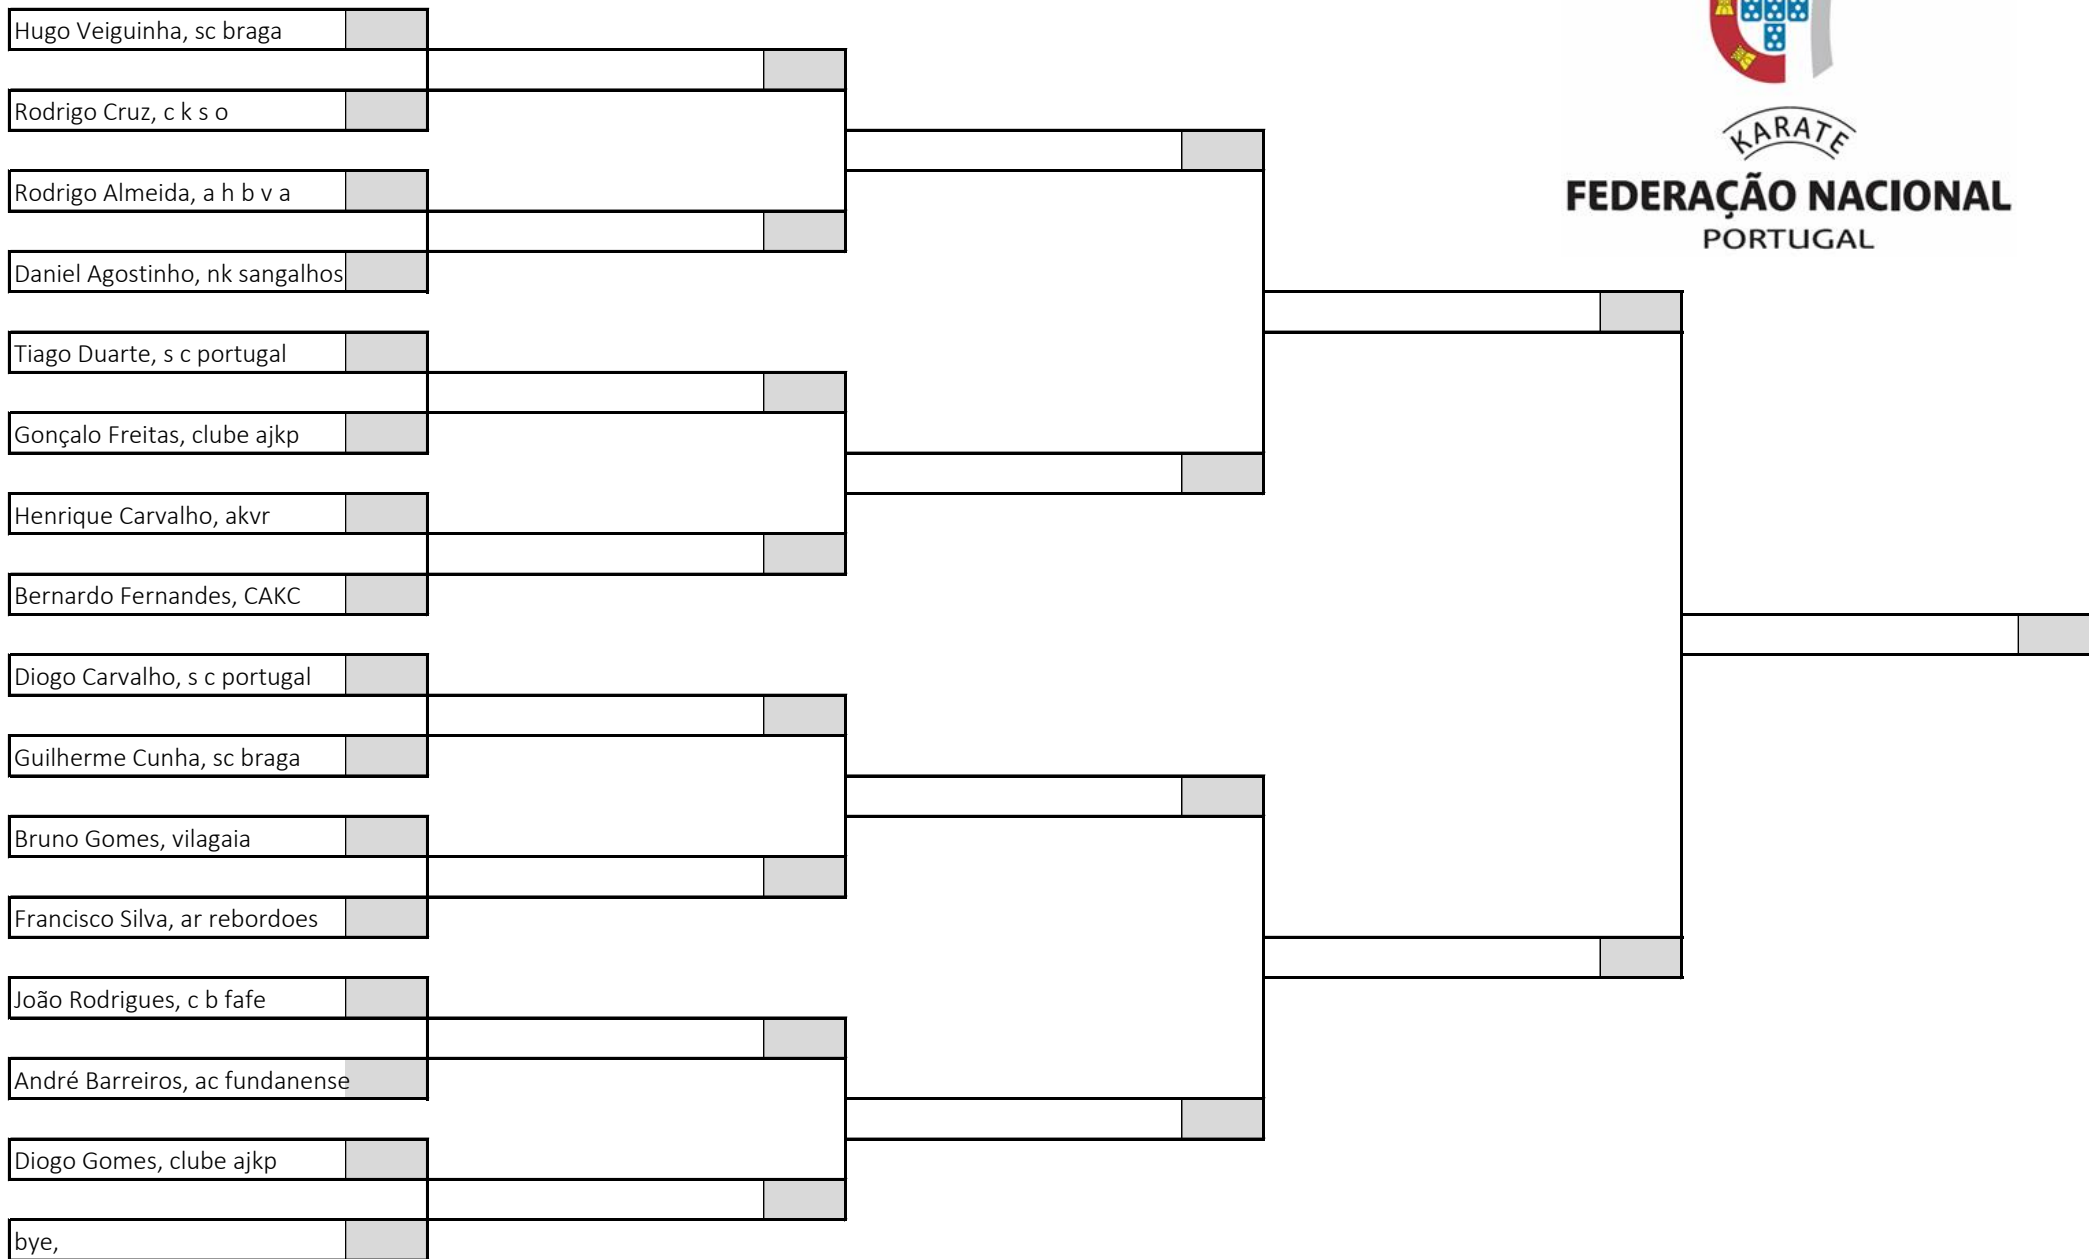 Hugo Veiguinha, sc braga
Rodrigo Cruz, c k s o
Rodrigo Almeida, a h b v a
Daniel Agostinho, nk sangalhos
Tiago Duarte, s c portugal
Gonçalo Freitas, clube ajkp
Henrique Carvalho, akvr
Bernardo Fernandes, CAKC
Diogo Carvalho, s c portugal
Guilherme Cunha, sc braga
Bruno Gomes, vilagaia
Francisco Silva, ar rebordoes
João Rodrigues, c b fafe
André Barreiros, ac fundanense
Diogo Gomes, clube ajkp
bye,
KARATE
FEDERAÇÃO NACIONAL
PORTUGAL